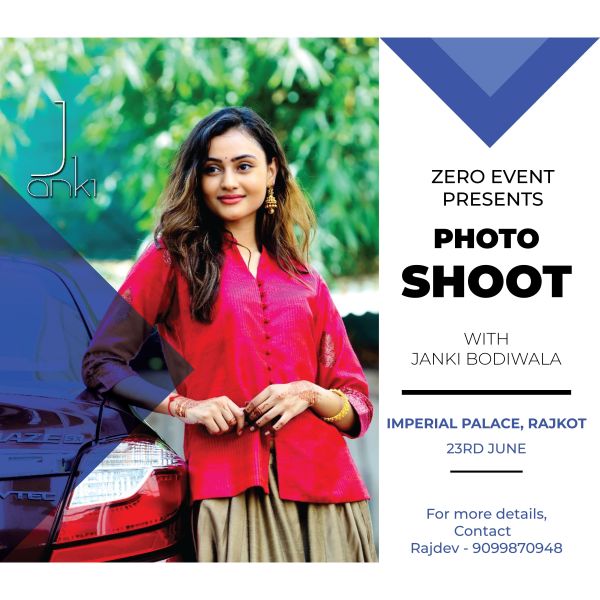 Janki
ZERO EVENT
PRESENTS
PHOTO
SHOOT
WITH
JANKI BODIWALA
IMPERIAL PALACE, RAJKOT
23RD JUNE
For more details,
Contact
Rajdev - 9099870948
VTEC